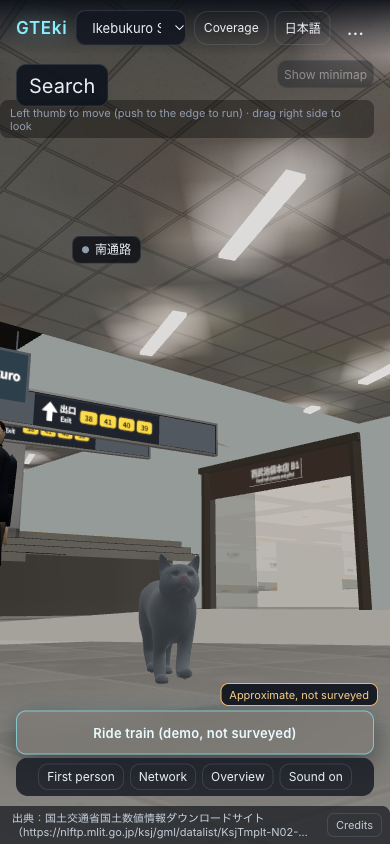 GTEki
Ikebukuro S
Coverage
日本語
...
Search
Show minimap
Left thumb to move (push to the edge to run) · drag right side to
look
南通路
uro
出口
Exit
38 41 40 39
Exit
西武池袋本店 B1
Ride train (demo, not surveyed)
Approximate, not surveyed
First person
Network
Overview
Sound on
出典：国土交通省国土数値情報ダウンロードサイト
（https://nlftp.mlit.go.jp/ksj/gml/datalist/KsjTmplt-N02-...
Credits